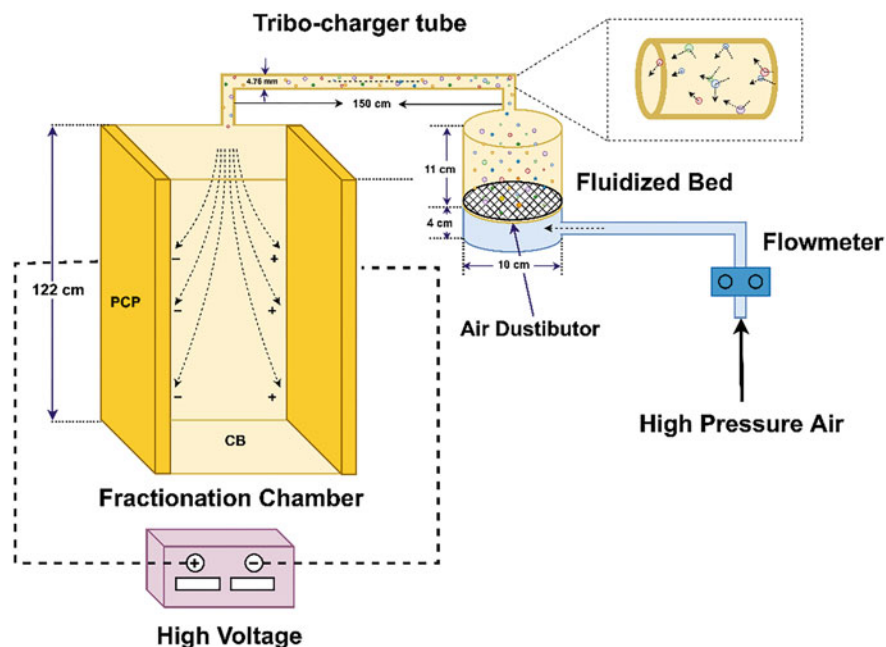 Tribo-charger tube
4.76 mm
150 cm
11 cm
Fluidized Bed
4 cm
Flowmeter
10 cm
122 cm
PCP
- +
- +
- +
Air Dustibutor
High Pressure Air
CB
Fractionation Chamber
+ -
High Voltage